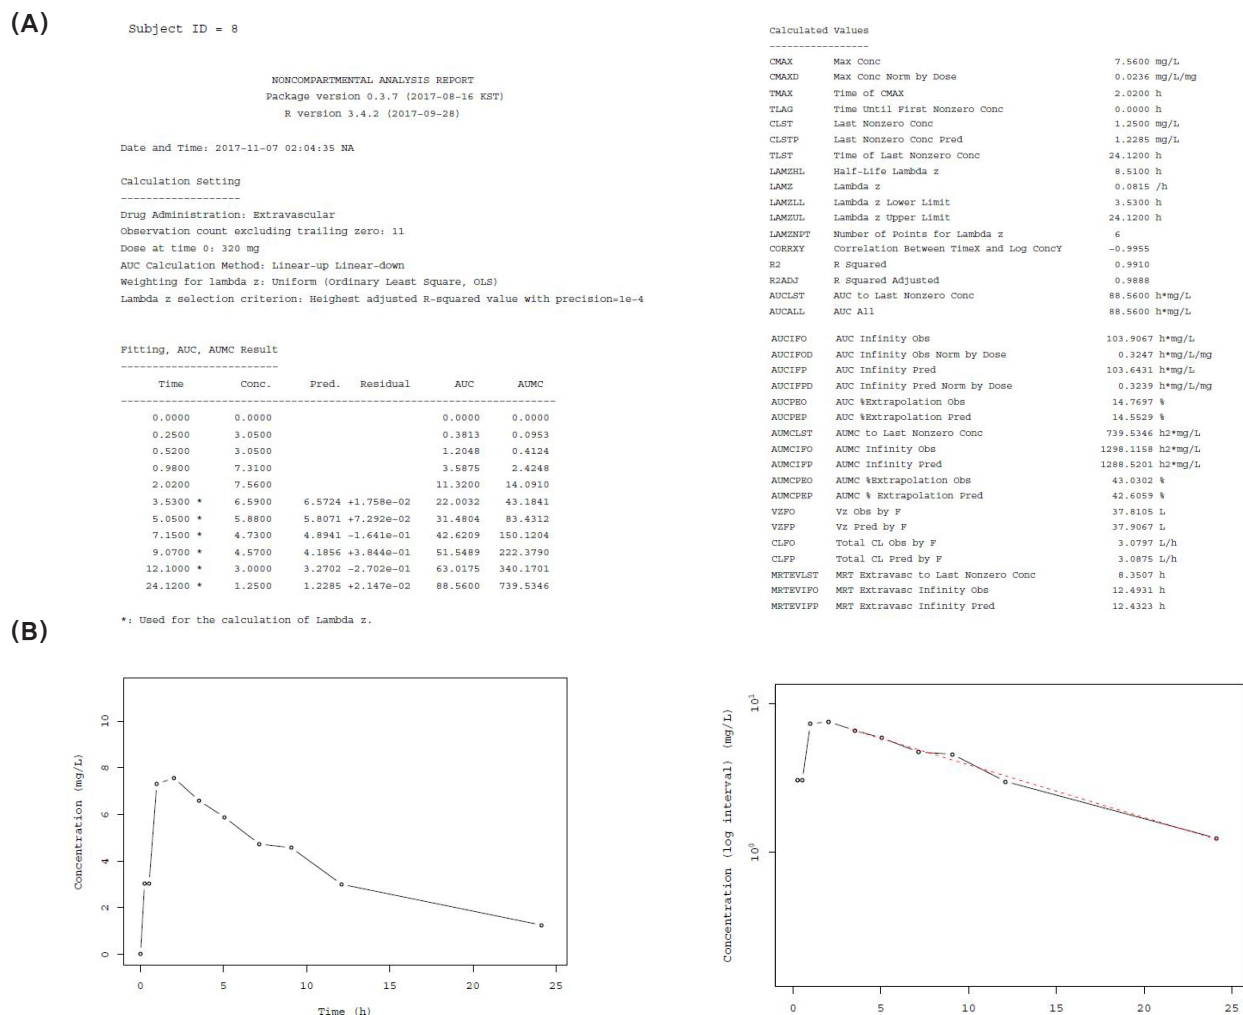 (A)
Subject ID = 8
NONCOMPARTMENTAL ANALYSIS REPORT
Package version 0.3.7 (2017-08-16 KST)
R version 3.4.2 (2017-09-28)
Date and Time: 2017-11-07 02:04:35 NA
Calculation Setting
-------------------
Drug Administration: Extravascular
Observation count excluding trailing zero: 11
Dose at time 0: 320 mg
AUC Calculation Method: Linear-up Linear-down
Weighting for lambda z: Uniform (Ordinary Least Square, OLS)
Lambda z selection criterion: Heighest adjusted R-squared value with precision=1e-4
Fitting, AUC, AUMC Result
-------------------------
Time Conc. Pred. Residual AUC AUMC
0.0000 0.0000 0.0000 0.0000
0.2500 3.0500 0.3813 0.0953
0.5200 3.0500 1.2048 0.4124
0.9800 7.3100 3.5875 2.4248
2.0200 7.5600 11.3200 14.0910
3.5300 * 6.5900 6.5724 +1.758e-02 22.0032 43.1841
5.0500 * 5.8800 5.8071 +7.292e-02 31.4804 83.4312
7.1500 * 4.7300 4.8941 -1.641e-01 42.6209 150.1204
9.0700 * 4.5700 4.1856 +3.844e-01 51.5489 222.3790
12.1000 * 3.0000 3.2702 -2.702e-01 63.0175 340.1701
24.1200 * 1.2500 1.2285 +2.147e-02 88.5600 739.5346
*: Used for the calculation of Lambda z.
Calculated Values
-----------------
CMAX Max Conc 7.5600 mg/L
CMAXD Max Conc Norm by Dose 0.0236 mg/L/mg
TMAX Time of CMAX 2.0200 h
TLAG Time Until First Nonzero Conc 0.0000 h
CLST Last Nonzero Conc 1.2500 mg/L
CLSTP Last Nonzero Conc Pred 1.2285 mg/L
TLST Time of Last Nonzero Conc 24.1200 h
LAMZHL Half-Life Lambda z 8.5100 h
LAMZ Lambda z 0.0815 /h
LAMZLL Lambda z Lower Limit 3.5300 h
LAMZUL Lambda z Upper Limit 24.1200 h
LAMZNPT Number of Points for Lambda z 6
CORRXY Correlation Between TimeX and Log ConcY -0.9955
R2 R Squared 0.9910
R2ADJ R Squared Adjusted 0.9888
AUCLST AUC to Last Nonzero Conc 88.5600 h*mg/L
AUCALL AUC All 88.5600 h*mg/L
AUCIFO AUC Infinity Obs 103.9067 h*mg/L
AUCIFOD AUC Infinity Obs Norm by Dose 0.3247 h*mg/L/mg
AUCIFP AUC Infinity Pred 103.6431 h*mg/L
AUCIFPD AUC Infinity Pred Norm by Dose 0.3239 h*mg/L/mg
AUCPEO AUC %Extrapolation Obs 14.7697 %
AUCPEP AUC %Extrapolation Pred 14.5529 %
AUMCLST AUMC to Last Nonzero Conc 739.5346 h2*mg/L
AUMCIFO AUMC Infinity Obs 1298.1158 h2*mg/L
AUMCIFP AUMC Infinity Pred 1288.5201 h2*mg/L
AUMCPEO AUMC %Extrapolation Obs 43.0302 %
AUMCPEP AUMC % Extrapolation Pred 42.6059 %
VZFO Vz Obs by F 37.8105 L
VZFP Vz Pred by F 37.9067 L
CLFO Total CL Obs by F 3.0797 L/h
CLFP Total CL Pred by F 3.0875 L/h
MRTEVLST MRT Extravasc to Last Nonzero Conc 8.3507 h
MRTEVIFO MRT Extravasc Infinity Obs 12.4931 h
MRTEVIFP MRT Extravasc Infinity Pred 12.4323 h
(B)
Concentration (mg/L)
0 2 4 6 8 10
0 5 10 15 20 25
Time (h)
Concentration (log interval) (mg/L)
10^0 10^1
0 5 10 15 20 25